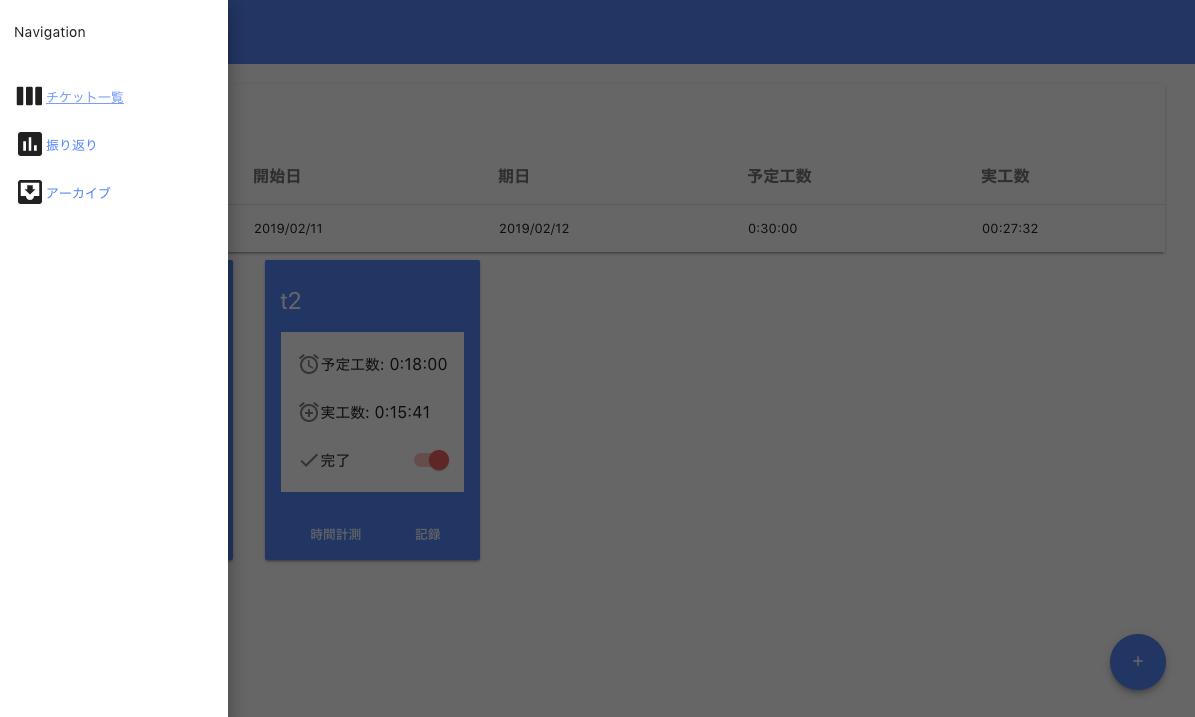 Navigation
チケット一覧
振り返り
アーカイブ
開始日 期日 予定工数 実工数
2019/02/11 2019/02/12 0:30:00 00:27:32
t2
予定工数: 0:18:00
実工数: 0:15:41
完了
時間計測 記録
+